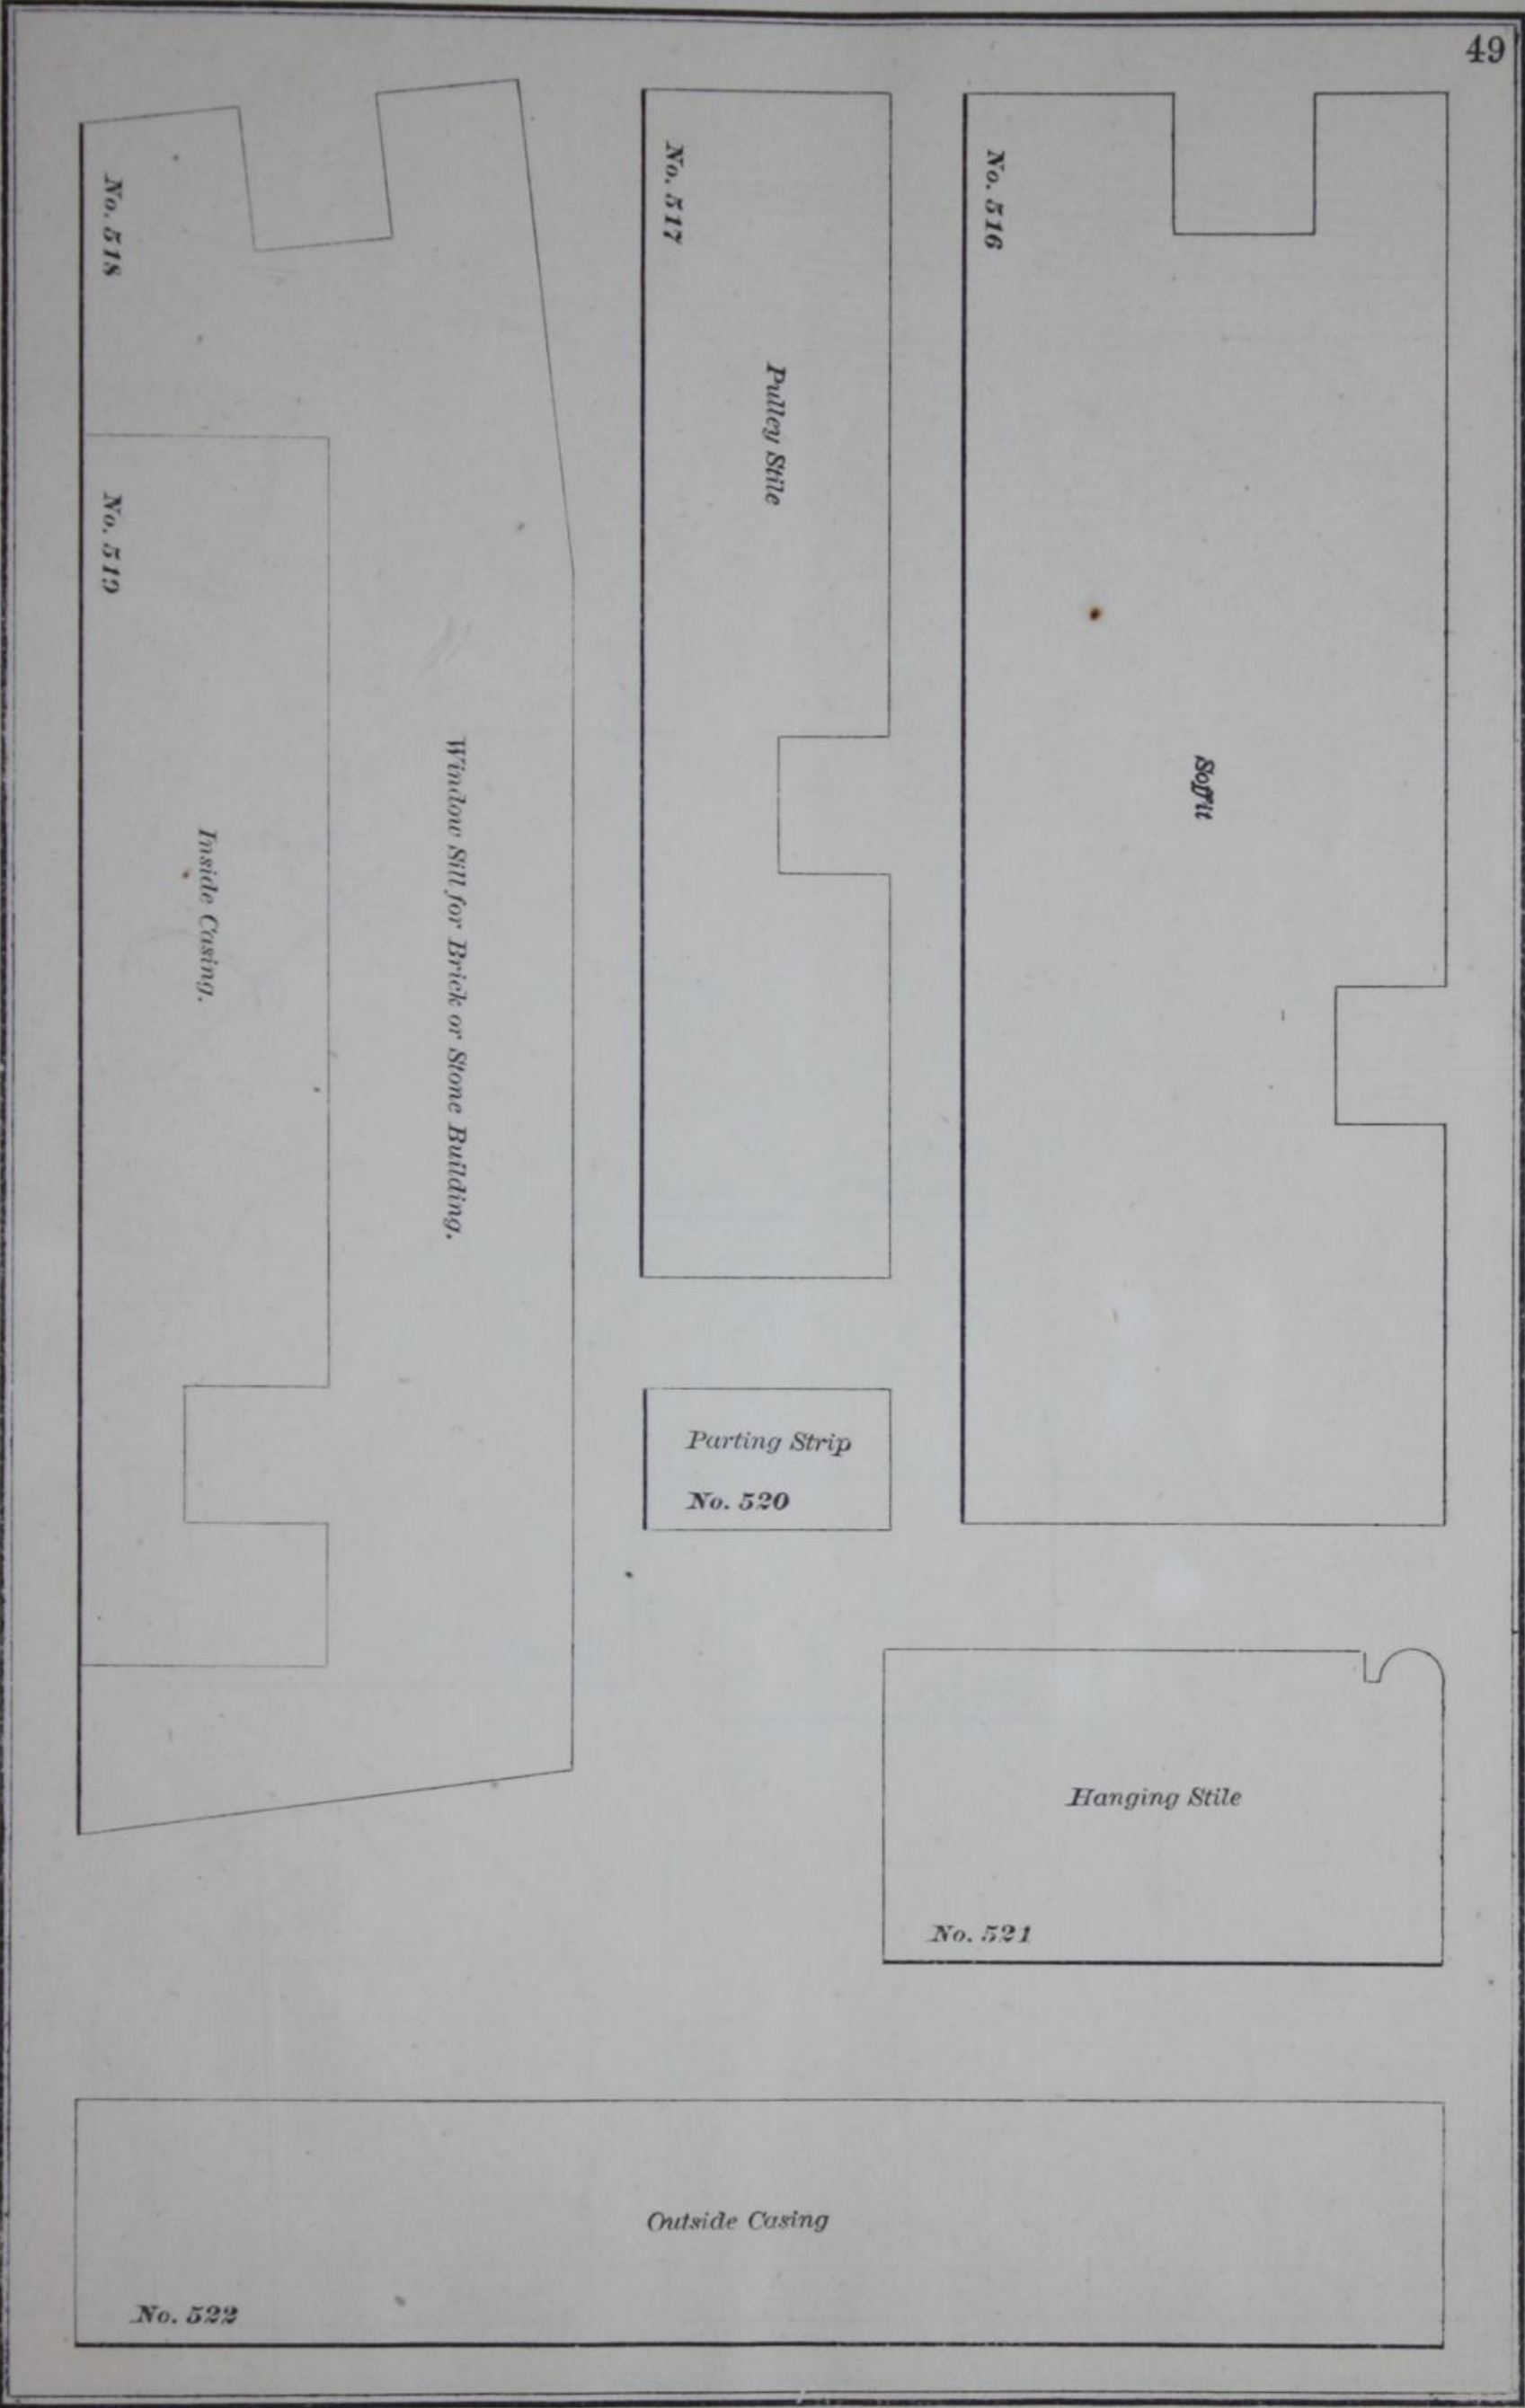 49
No. 516
Soffit
No. 517
Pulley Stile
No. 518
Window Sill for Brick or Stone Building.
No. 519
Inside Casing.
Parting Strip
No. 520
Hanging Stile
No. 521
Outside Casing
No. 522